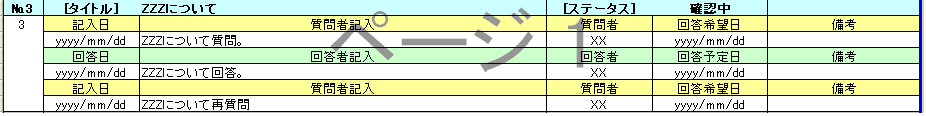 No.3 [タイトル] ZZZについて [ステータス] 確認中
3 記入日 質問者記入 質問者 回答希望日 備考
yyyy/mm/dd ZZZについて質問。 XX yyyy/mm/dd
回答日 回答者記入 回答者 回答予定日 備考
yyyy/mm/dd ZZZについて回答。 XX yyyy/mm/dd
記入日 質問者記入 質問者 回答希望日 備考
yyyy/mm/dd ZZZについて再質問 XX yyyy/mm/dd
ページ 1